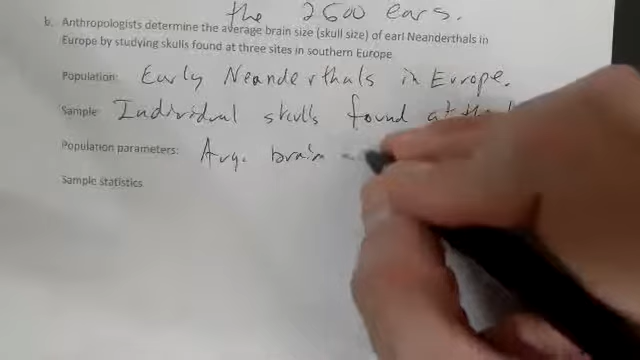 the 2600 ears.
b. Anthropologists determine the average brain size (skull size) of earl Neanderthals in
Europe by studying skulls found at three sites in southern Europe
Population: Early Neanderthals in Europe.
Sample: Individual skulls found at
Population parameters: Avg. brain
Sample statistics